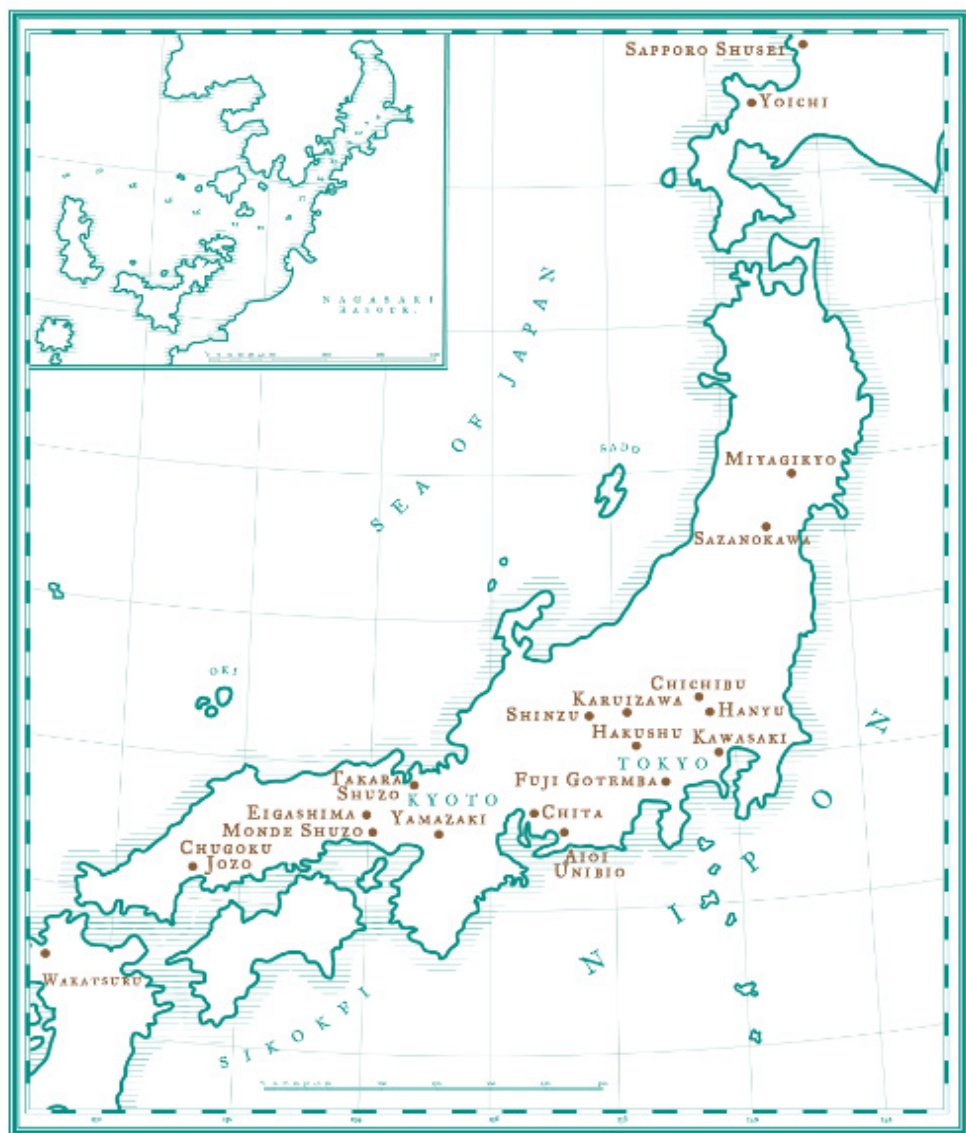 SAPPORO SHUSEI
YOICHI
NAGASAKI
SEA OF JAPAN
SADO
MIYAGIKYO
SAZANOKAWA
OKI
CHICHIBU
KARUIZAWA
SHINZU
HANYU
HAKUSHU
KAWASAKI
TOKYO
FUJI GOTEMBA
TAKARA
SHUZO
KYOTO
EIGASHIMA
YAMAZAKI
CHITA
MONDE SHUZO
CHUGOKU
JOZO
AIOI
UNIBIO
NIPON
WAKATSURU
SIKOKFI